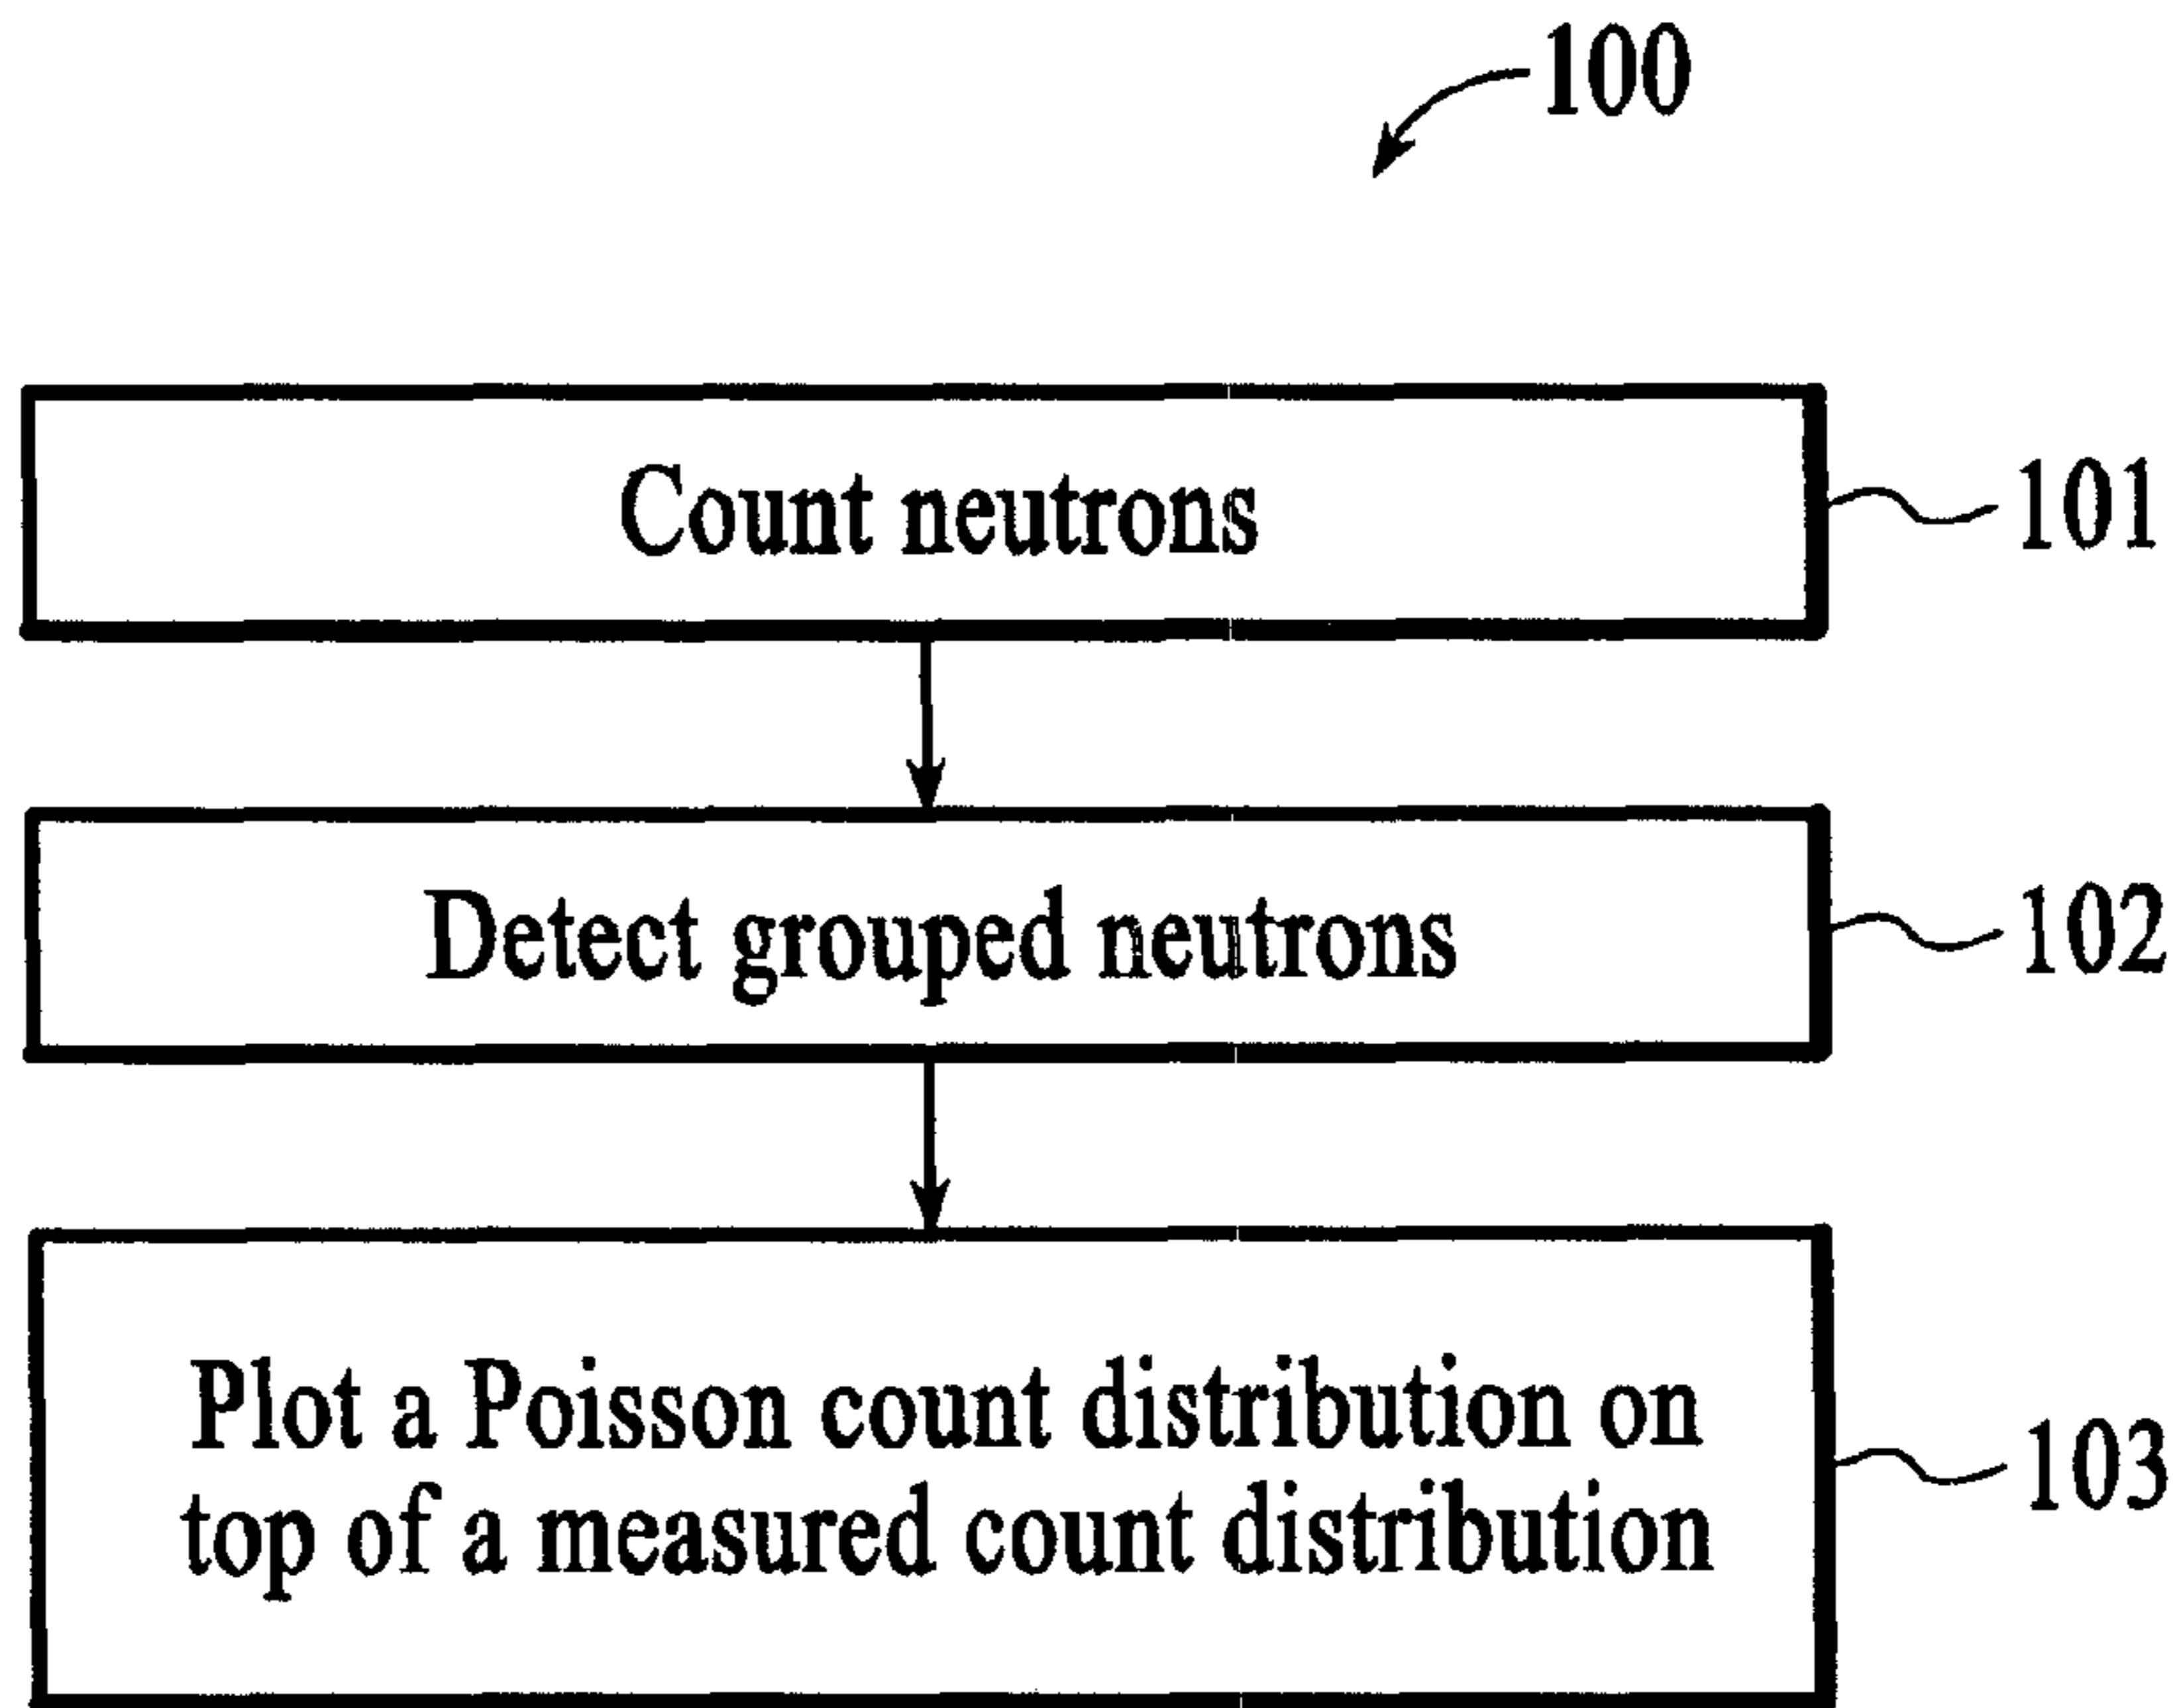 100
Count neutrons
101
Detect grouped neutrons
102
Plot a Poisson count distribution on
top of a measured count distribution
103